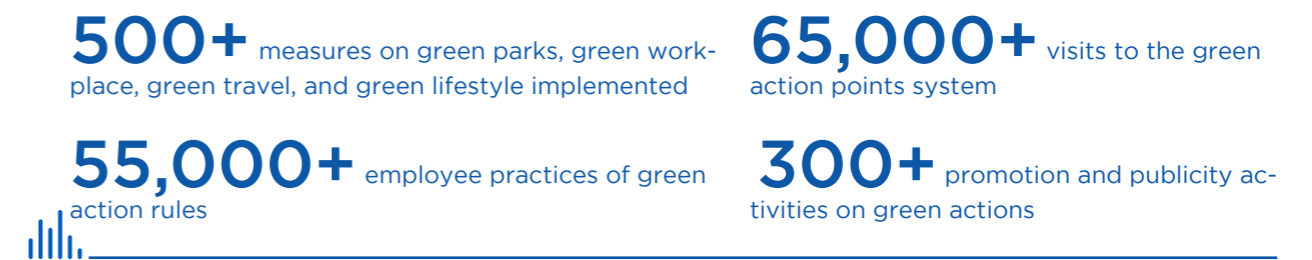 500+ measures on green parks, green work-
place, green travel, and green lifestyle implemented
65,000+ visits to the green
action points system
55,000+ employee practices of green
action rules
300+ promotion and publicity ac-
tivities on green actions